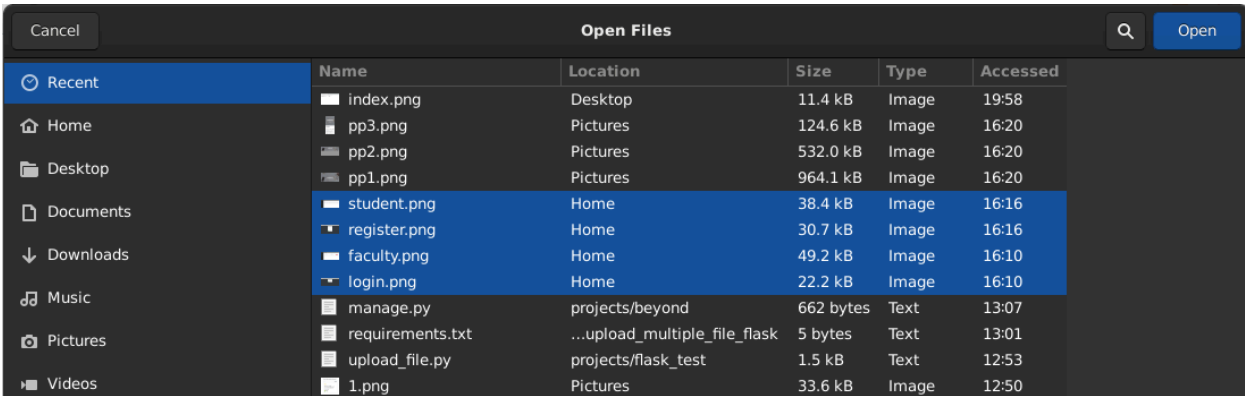 Cancel Open Files Open
Recent
Home
Desktop
Documents
Downloads
Music
Pictures
Videos
Name Location Size Type Accessed
index.png Desktop 11.4 kB Image 19:58
pp3.png Pictures 124.6 kB Image 16:20
pp2.png Pictures 532.0 kB Image 16:20
pp1.png Pictures 964.1 kB Image 16:20
student.png Home 38.4 kB Image 16:16
register.png Home 30.7 kB Image 16:16
faculty.png Home 49.2 kB Image 16:10
login.png Home 22.2 kB Image 16:10
manage.py projects/beyond 662 bytes Text 13:07
requirements.txt ...upload_multiple_file_flask 5 bytes Text 13:01
upload_file.py projects/flask_test 1.5 kB Text 12:53
1.png Pictures 33.6 kB Image 12:50